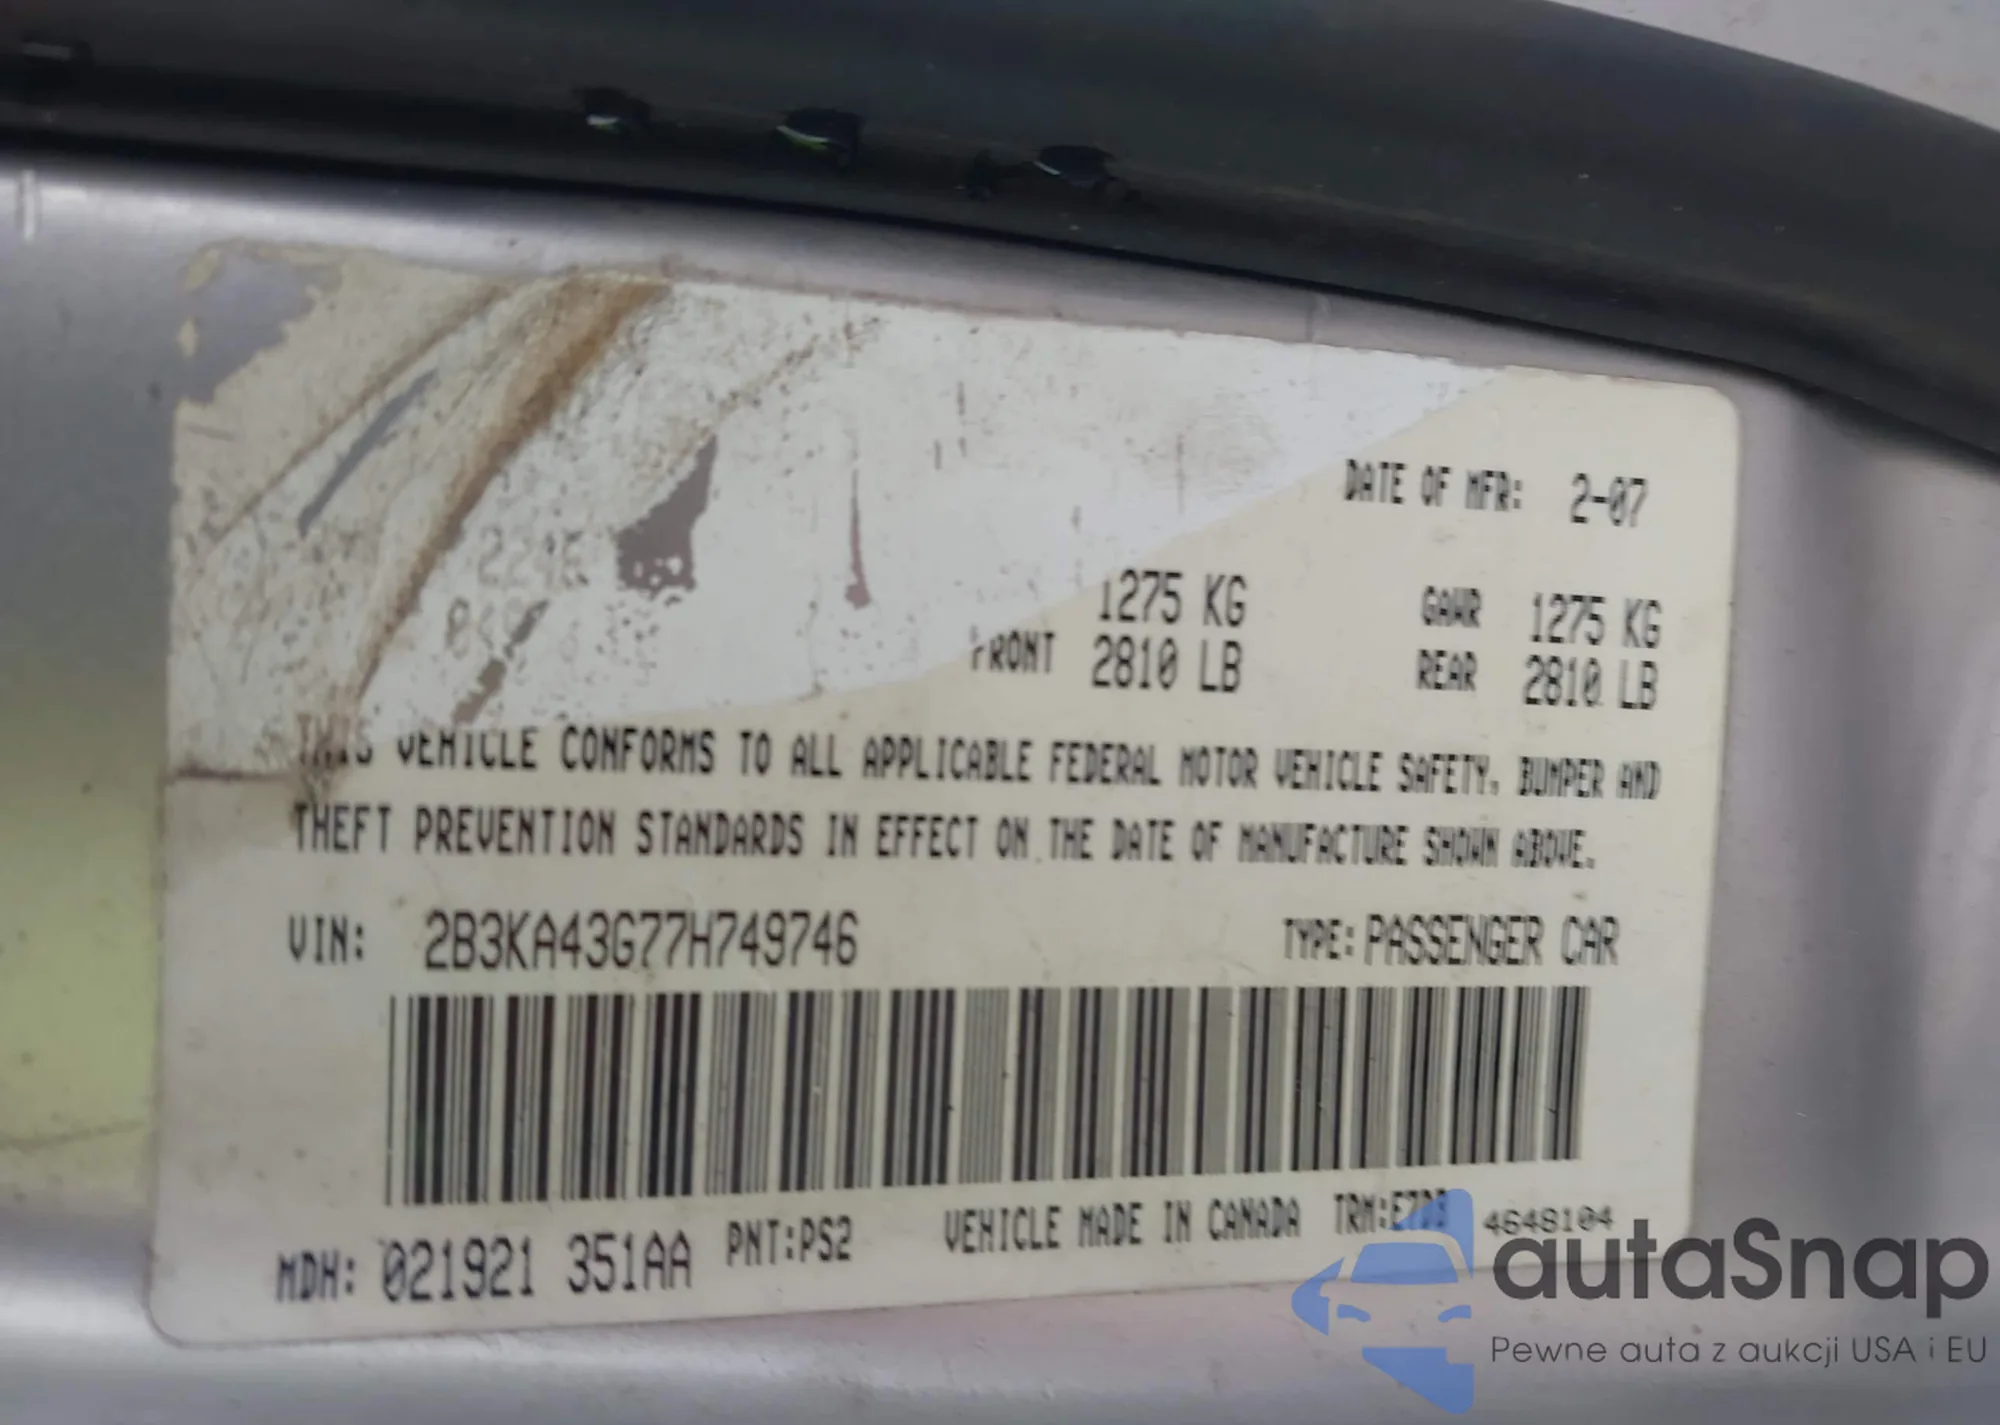 DATE OF MFR: 2-07
1275 KG GAWR 1275 KG
FRONT 2810 LB REAR 2810 LB
THIS VEHICLE CONFORMS TO ALL APPLICABLE FEDERAL MOTOR VEHICLE SAFETY, BUMPER AND
THEFT PREVENTION STANDARDS IN EFFECT ON THE DATE OF MANUFACTURE SHOWN ABOVE.
VIN: 2B3KA43G77H749746 TYPE: PASSENGER CAR
MDH: 021921 351AA PNT:PS2 VEHICLE MADE IN CANADA TRM:E7D3 4648104
autaSnap
Pewne auta z aukcji USA i EU